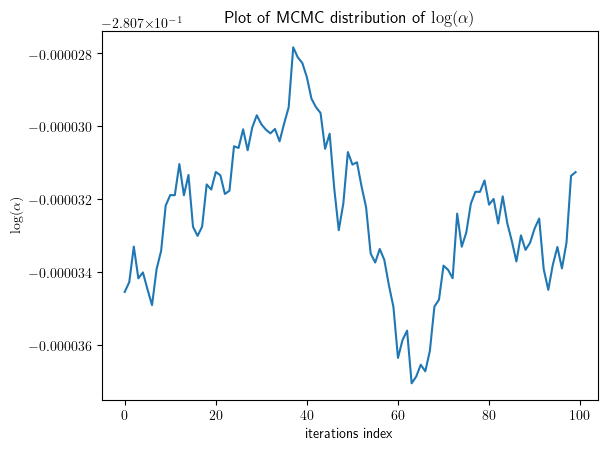 Plot of MCMC distribution of log(α)
−2.807×10⁻¹
−0.000028
−0.000030
−0.000032
−0.000034
−0.000036
log(α)
0 20 40 60 80 100
iterations index